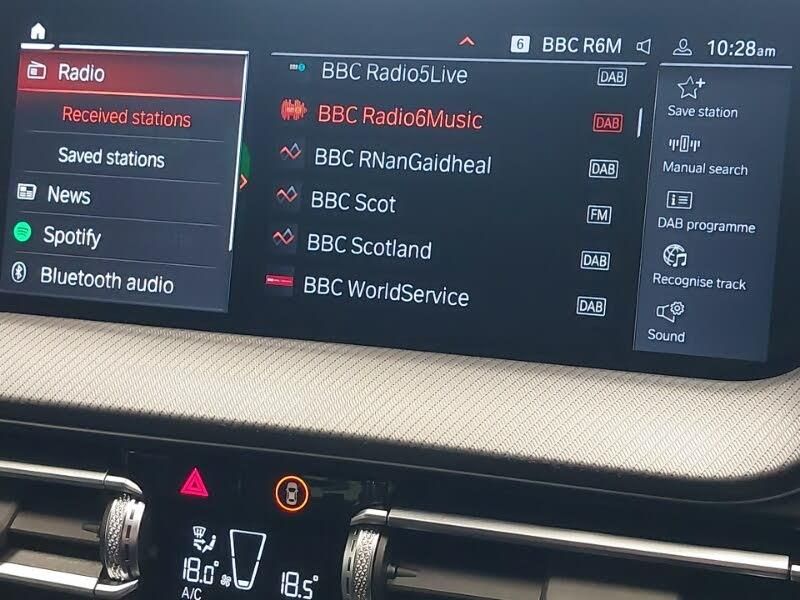 6 BBC R6M 10:28am
Radio
Received stations
Saved stations
News
Spotify
Bluetooth audio
BBC Radio5Live DAB
BBC Radio6Music DAB
BBC RNanGaidheal DAB
BBC Scot FM
BBC Scotland DAB
BBC WorldService DAB
Save station
Manual search
DAB programme
Recognise track
Sound
18.0° 18.5°
A/C